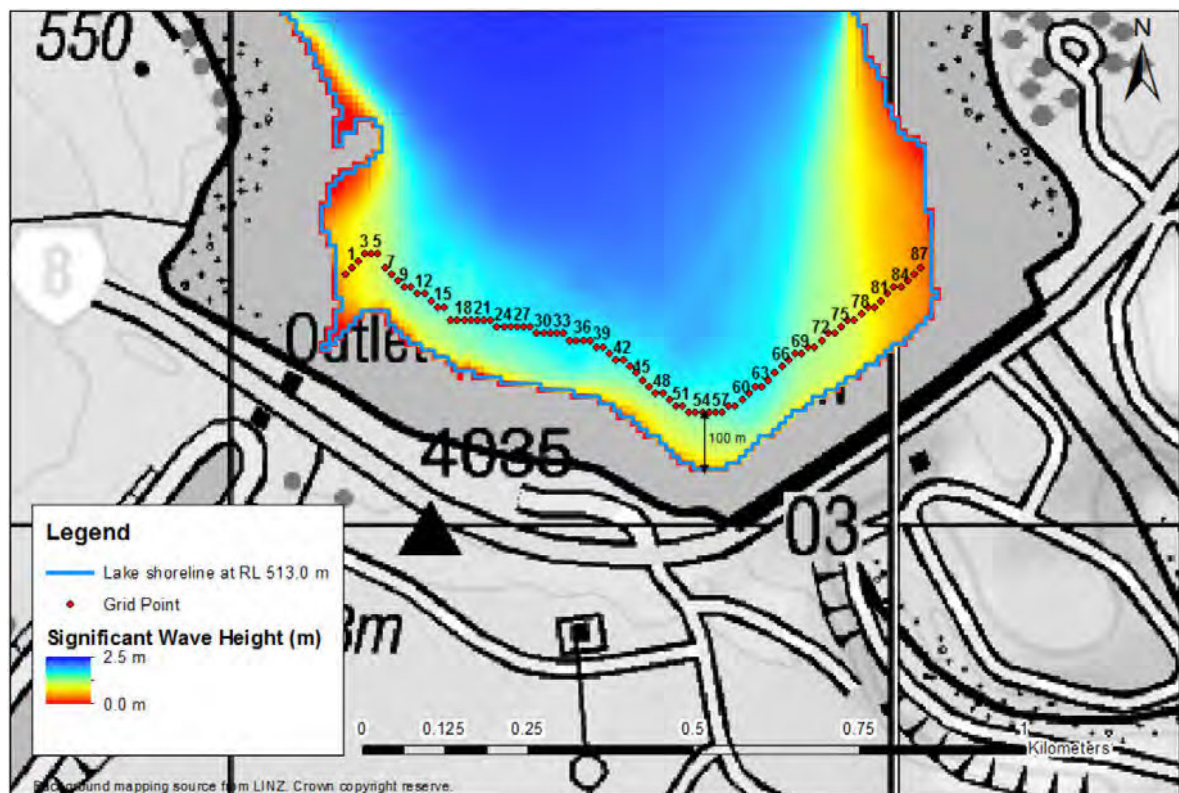 550
N
8
1 3 5 7 9 12 15 18 21 24 27 30 33 36 39 42 45 48 51 54 57 60 63 66 69 72 75 78 81 84 87
Outlet
100 m
4035
03
Legend
Lake shoreline at RL 513.0 m
Grid Point
Significant Wave Height (m)
2.5 m
0.0 m
m
0 0.125 0.25 0.5 0.75 1
Kilometers
Background mapping source from LINZ. Crown copyright reserve.